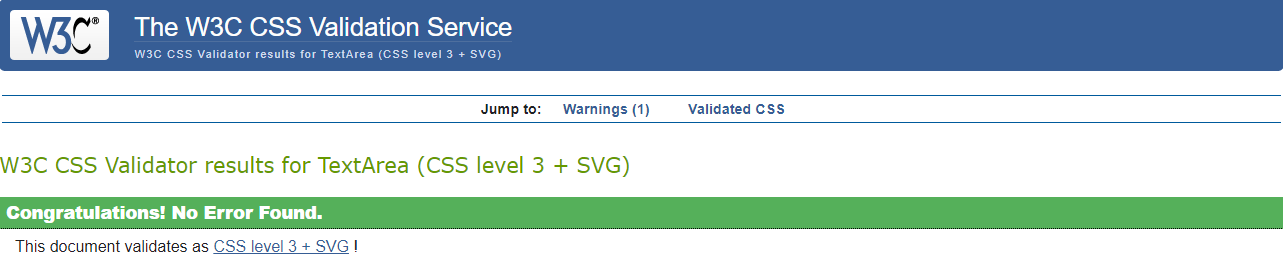 W3C®
The W3C CSS Validation Service
W3C CSS Validator results for TextArea (CSS level 3 + SVG)
Jump to: Warnings (1) Validated CSS
W3C CSS Validator results for TextArea (CSS level 3 + SVG)
Congratulations! No Error Found.
This document validates as CSS level 3 + SVG !